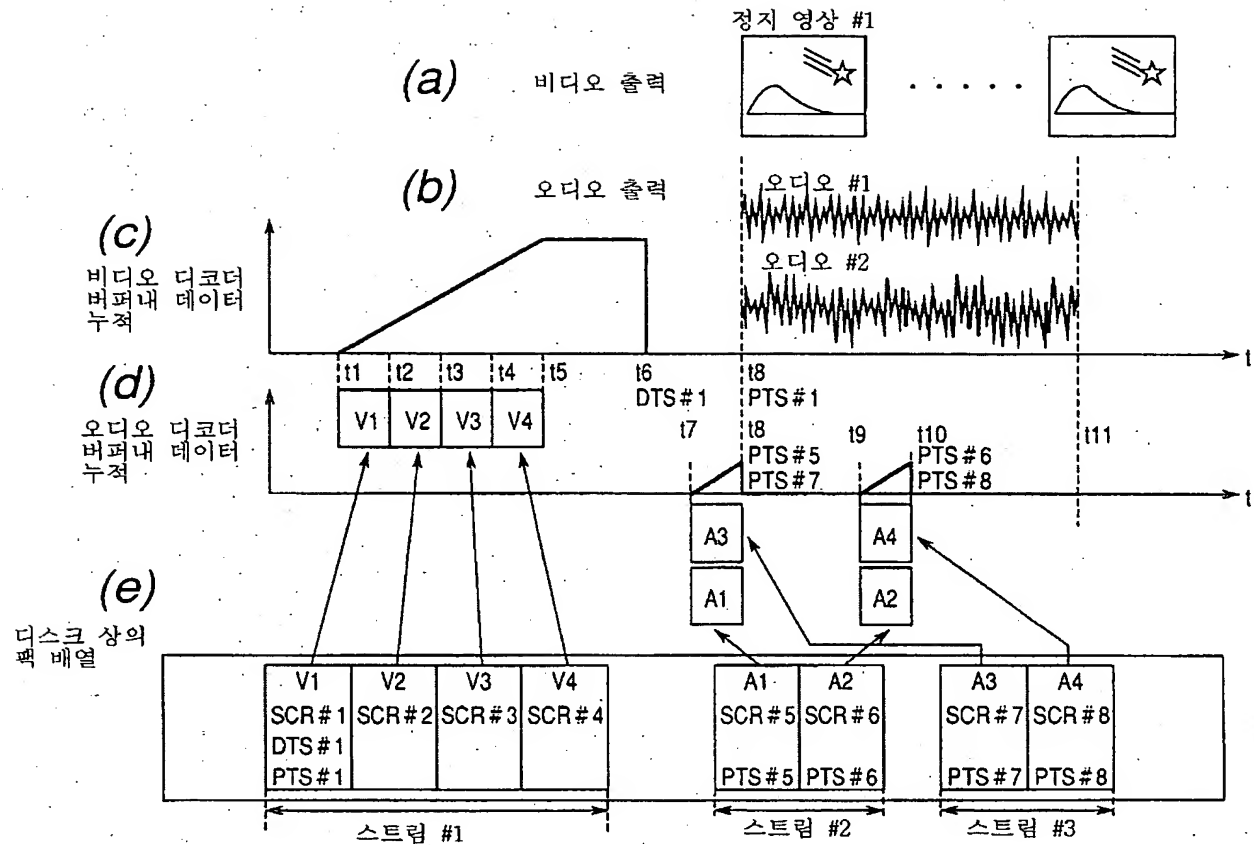 정지 영상 #1
(a) 비디오 출력
(b) 오디오 출력
오디오 #1
오디오 #2
(c)
비디오 디코더
버퍼내 데이터
누적
t
t1 t2 t3 t4 t5 t6 t8
DTS#1 PTS#1
(d)
오디오 디코더
버퍼내 데이터
누적
V1 V2 V3 V4
t7 t8 t9 t10 t11
PTS#5 PTS#6
PTS#7 PTS#8
t
A3 A4
A1 A2
(e)
디스크 상의
팩 배열
V1 V2 V3 V4 A1 A2 A3 A4
SCR#1 SCR#2 SCR#3 SCR#4 SCR#5 SCR#6 SCR#7 SCR#8
DTS#1
PTS#1 PTS#5 PTS#6 PTS#7 PTS#8
스트림 #1 스트림 #2 스트림 #3